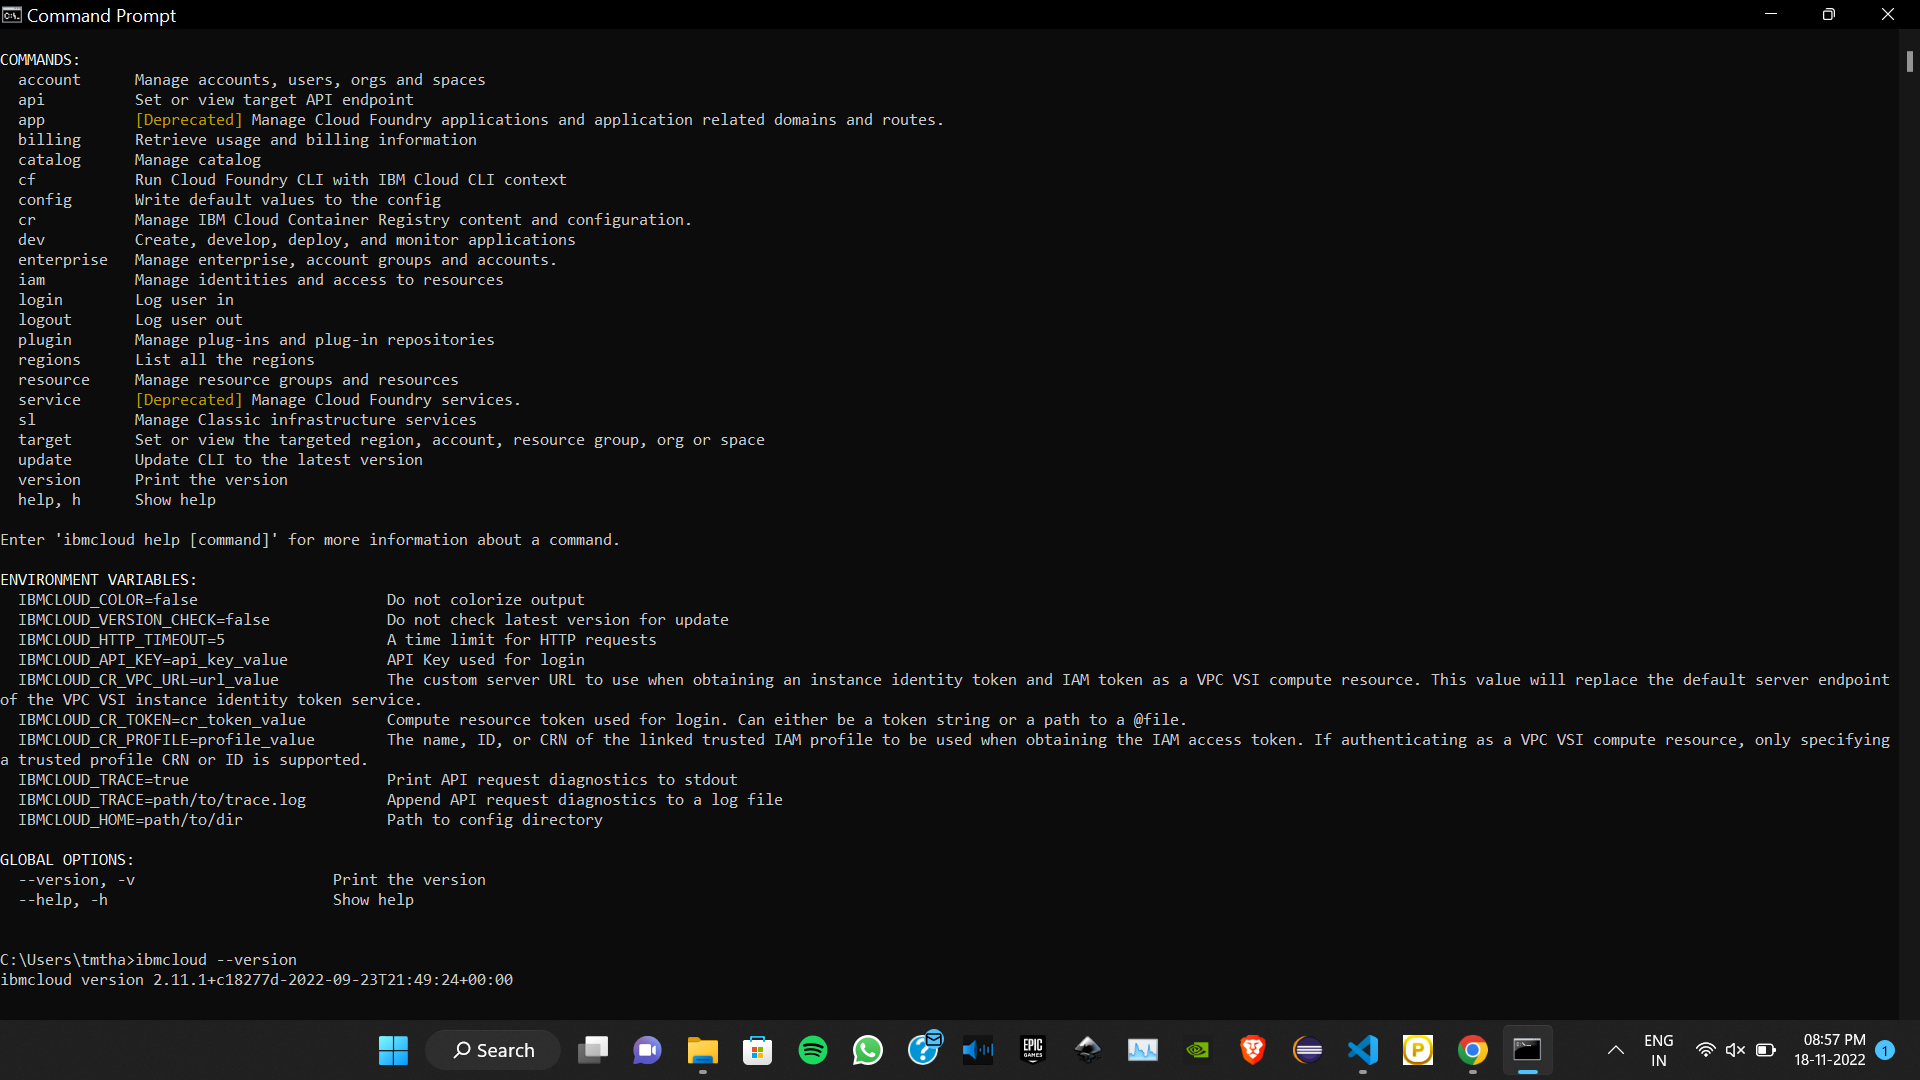 Command Prompt
COMMANDS:
account Manage accounts, users, orgs and spaces
api Set or view target API endpoint
app [Deprecated] Manage Cloud Foundry applications and application related domains and routes.
billing Retrieve usage and billing information
catalog Manage catalog
cf Run Cloud Foundry CLI with IBM Cloud CLI context
config Write default values to the config
cr Manage IBM Cloud Container Registry content and configuration.
dev Create, develop, deploy, and monitor applications
enterprise Manage enterprise, account groups and accounts.
iam Manage identities and access to resources
login Log user in
logout Log user out
plugin Manage plug-ins and plug-in repositories
regions List all the regions
resource Manage resource groups and resources
service [Deprecated] Manage Cloud Foundry services.
sl Manage Classic infrastructure services
target Set or view the targeted region, account, resource group, org or space
update Update CLI to the latest version
version Print the version
help, h Show help
Enter 'ibmcloud help [command]' for more information about a command.
ENVIRONMENT VARIABLES:
IBMCLOUD_COLOR=false Do not colorize output
IBMCLOUD_VERSION_CHECK=false Do not check latest version for update
IBMCLOUD_HTTP_TIMEOUT=5 A time limit for HTTP requests
IBMCLOUD_API_KEY=api_key_value API Key used for login
IBMCLOUD_CR_VPC_URL=url_value The custom server URL to use when obtaining an instance identity token and IAM token as a VPC VSI compute resource. This value will replace the default server endpoint
of the VPC VSI instance identity token service.
IBMCLOUD_CR_TOKEN=cr_token_value Compute resource token used for login. Can either be a token string or a path to a @file.
IBMCLOUD_CR_PROFILE=profile_value The name, ID, or CRN of the linked trusted IAM profile to be used when obtaining the IAM access token. If authenticating as a VPC VSI compute resource, only specifying
a trusted profile CRN or ID is supported.
IBMCLOUD_TRACE=true Print API request diagnostics to stdout
IBMCLOUD_TRACE=path/to/trace.log Append API request diagnostics to a log file
IBMCLOUD_HOME=path/to/dir Path to config directory
GLOBAL OPTIONS:
--version, -v Print the version
--help, -h Show help
C:\Users\tmtha>ibmcloud --version
ibmcloud version 2.11.1+c18277d-2022-09-23T21:49:24+00:00
Search
EPIC
GAMES
P
ENG
IN
08:57 PM
18-11-2022
1